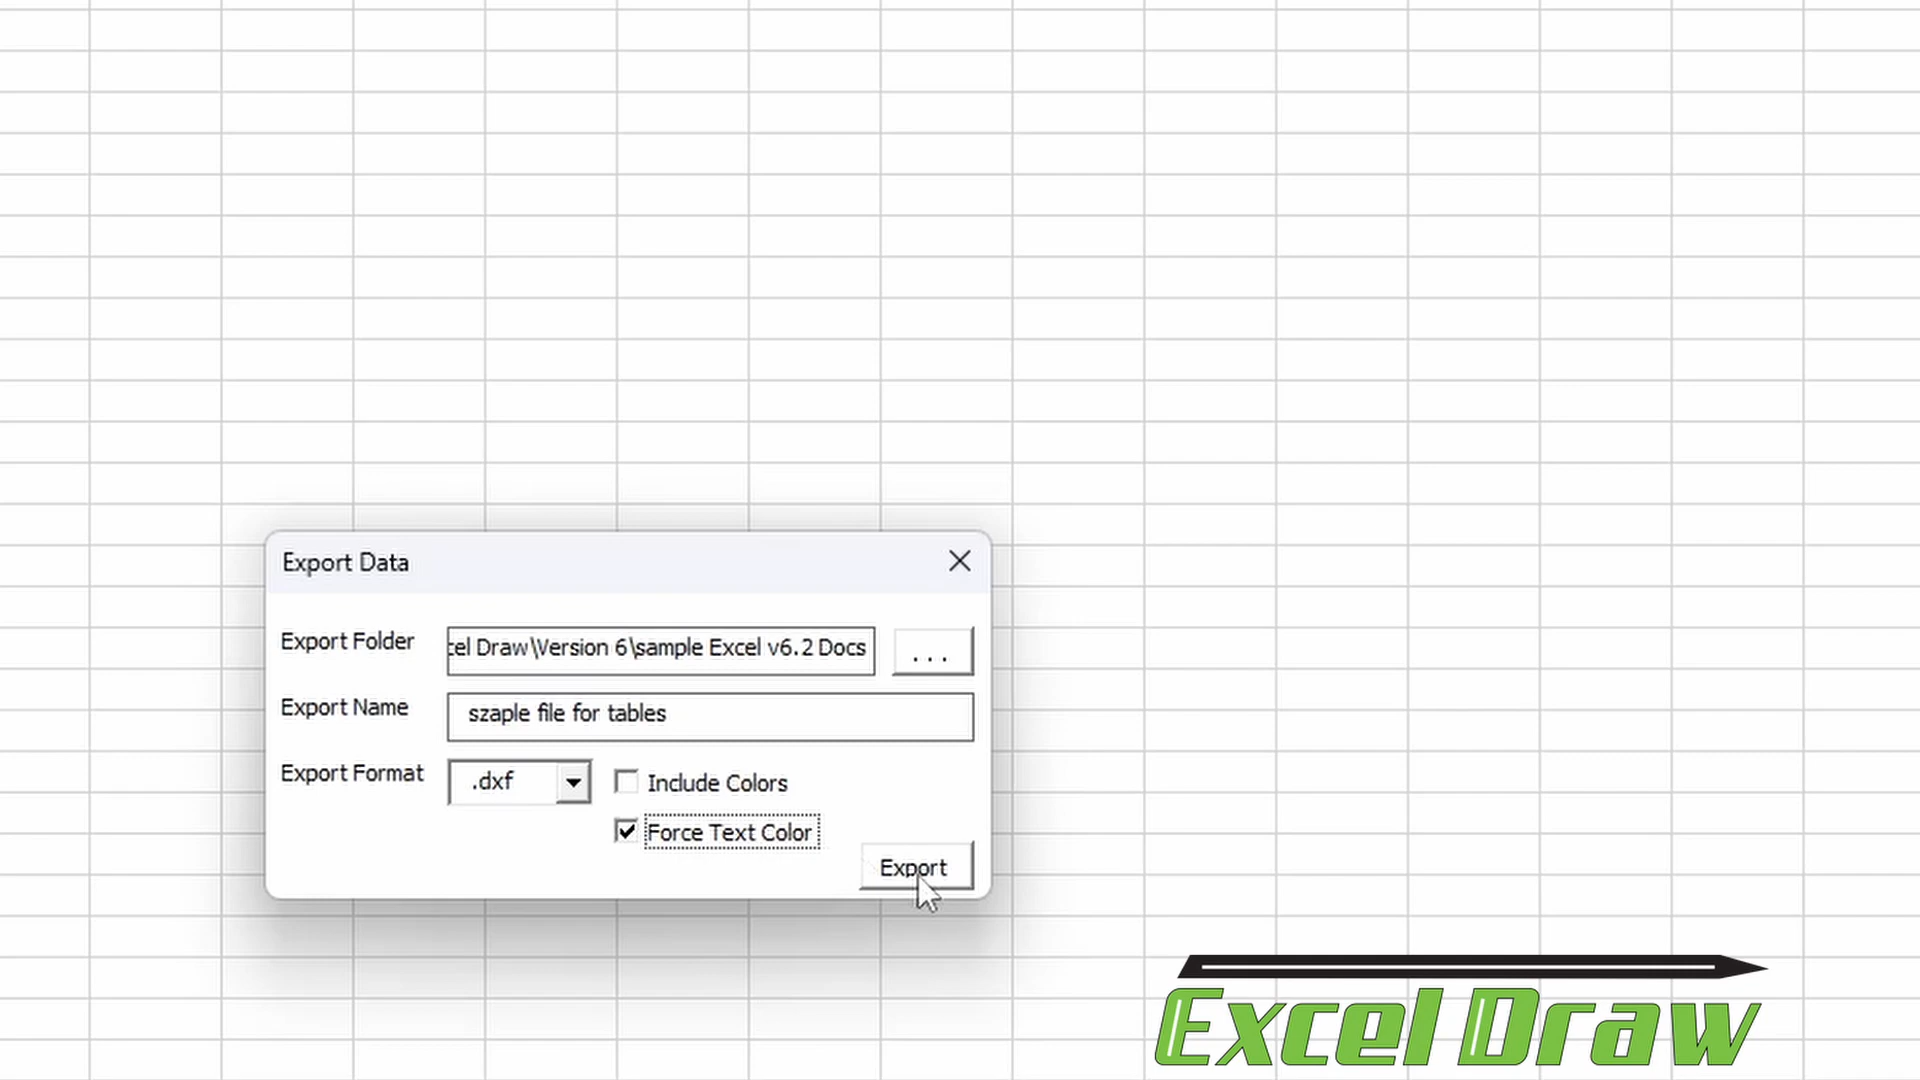 Export Data
Export Folder
cel Draw\Version 6\sample Excel v6.2 Docs
...
Export Name
szaple file for tables
Export Format
.dxf
Include Colors
Force Text Color
Export
Excel Draw